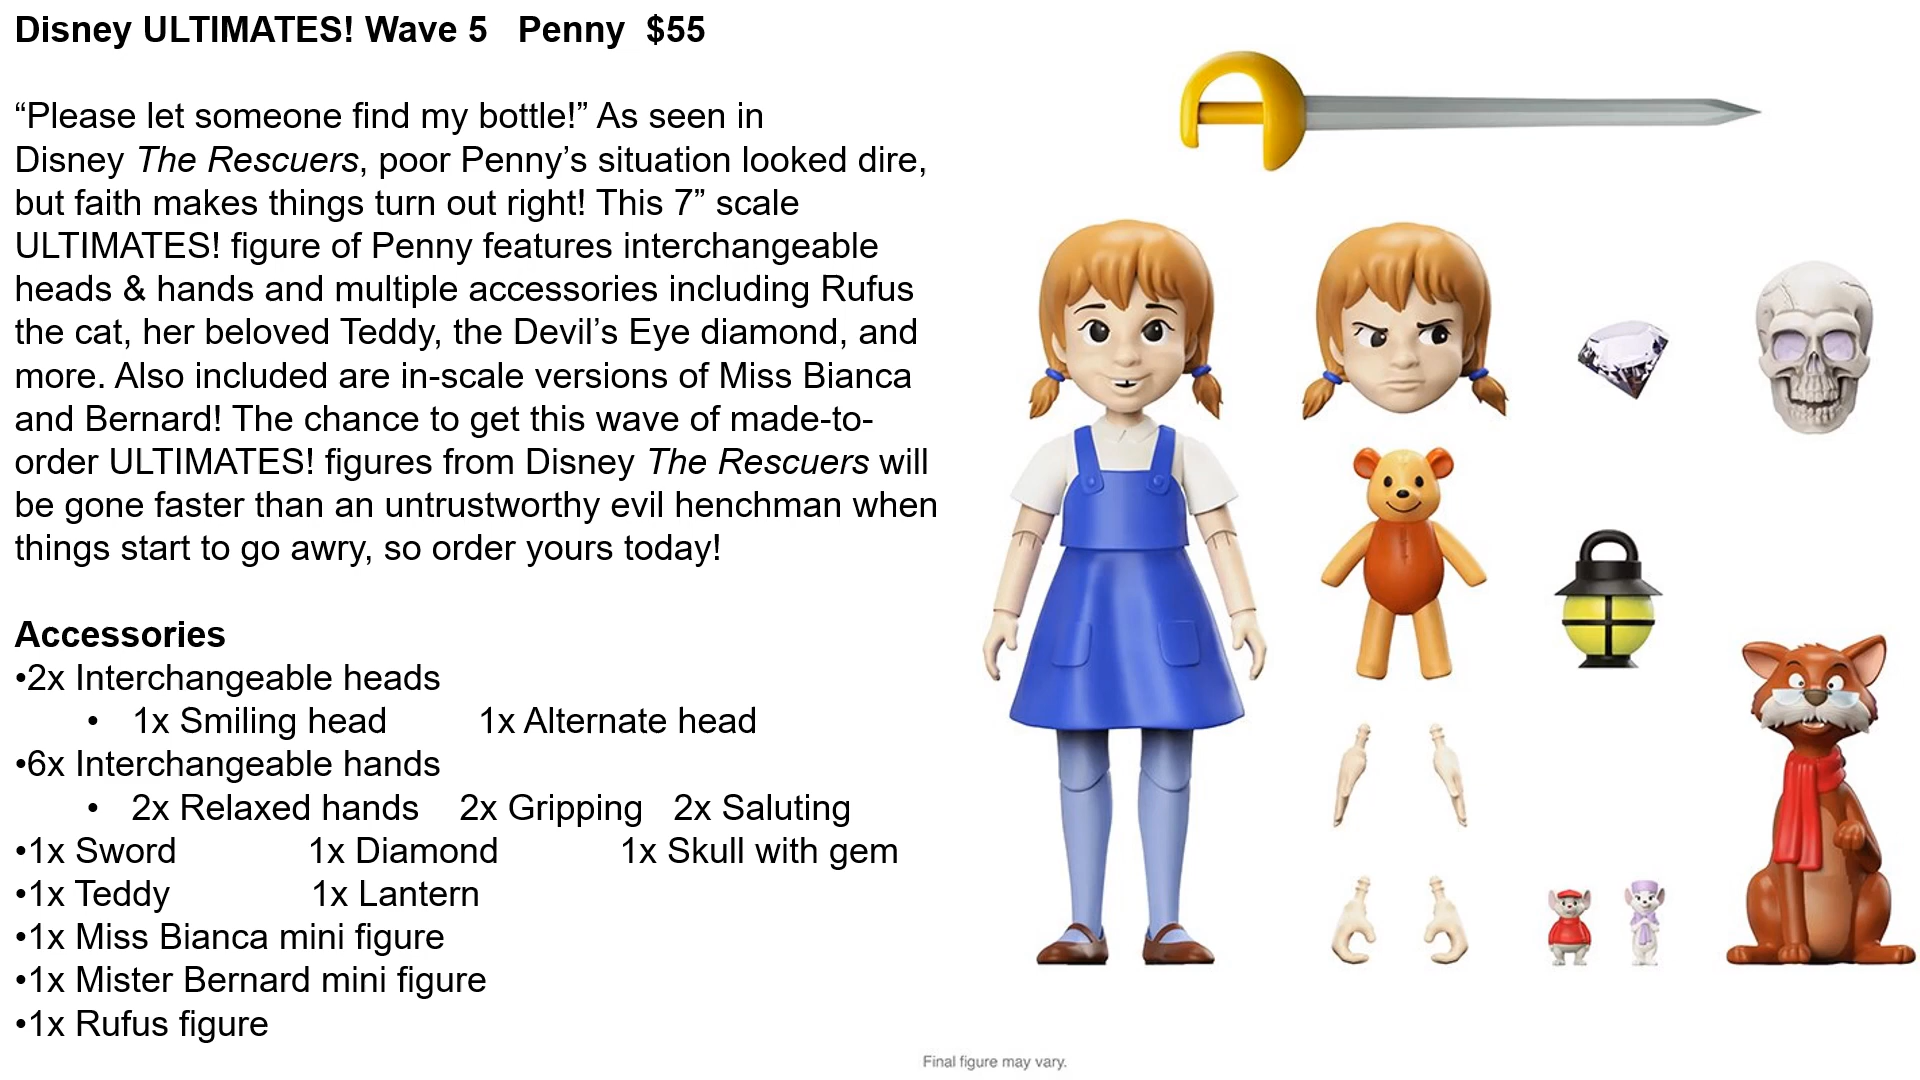 Disney ULTIMATES! Wave 5   Penny  $55
“Please let someone find my bottle!” As seen in
Disney The Rescuers, poor Penny’s situation looked dire,
but faith makes things turn out right! This 7” scale
ULTIMATES! figure of Penny features interchangeable
heads & hands and multiple accessories including Rufus
the cat, her beloved Teddy, the Devil’s Eye diamond, and
more. Also included are in-scale versions of Miss Bianca
and Bernard! The chance to get this wave of made-to-
order ULTIMATES! figures from Disney The Rescuers will
be gone faster than an untrustworthy evil henchman when
things start to go awry, so order yours today!
Accessories
•2x Interchangeable heads
• 1x Smiling head 1x Alternate head
•6x Interchangeable hands
• 2x Relaxed hands 2x Gripping 2x Saluting
•1x Sword 1x Diamond 1x Skull with gem
•1x Teddy 1x Lantern
•1x Miss Bianca mini figure
•1x Mister Bernard mini figure
•1x Rufus figure
Final figure may vary.